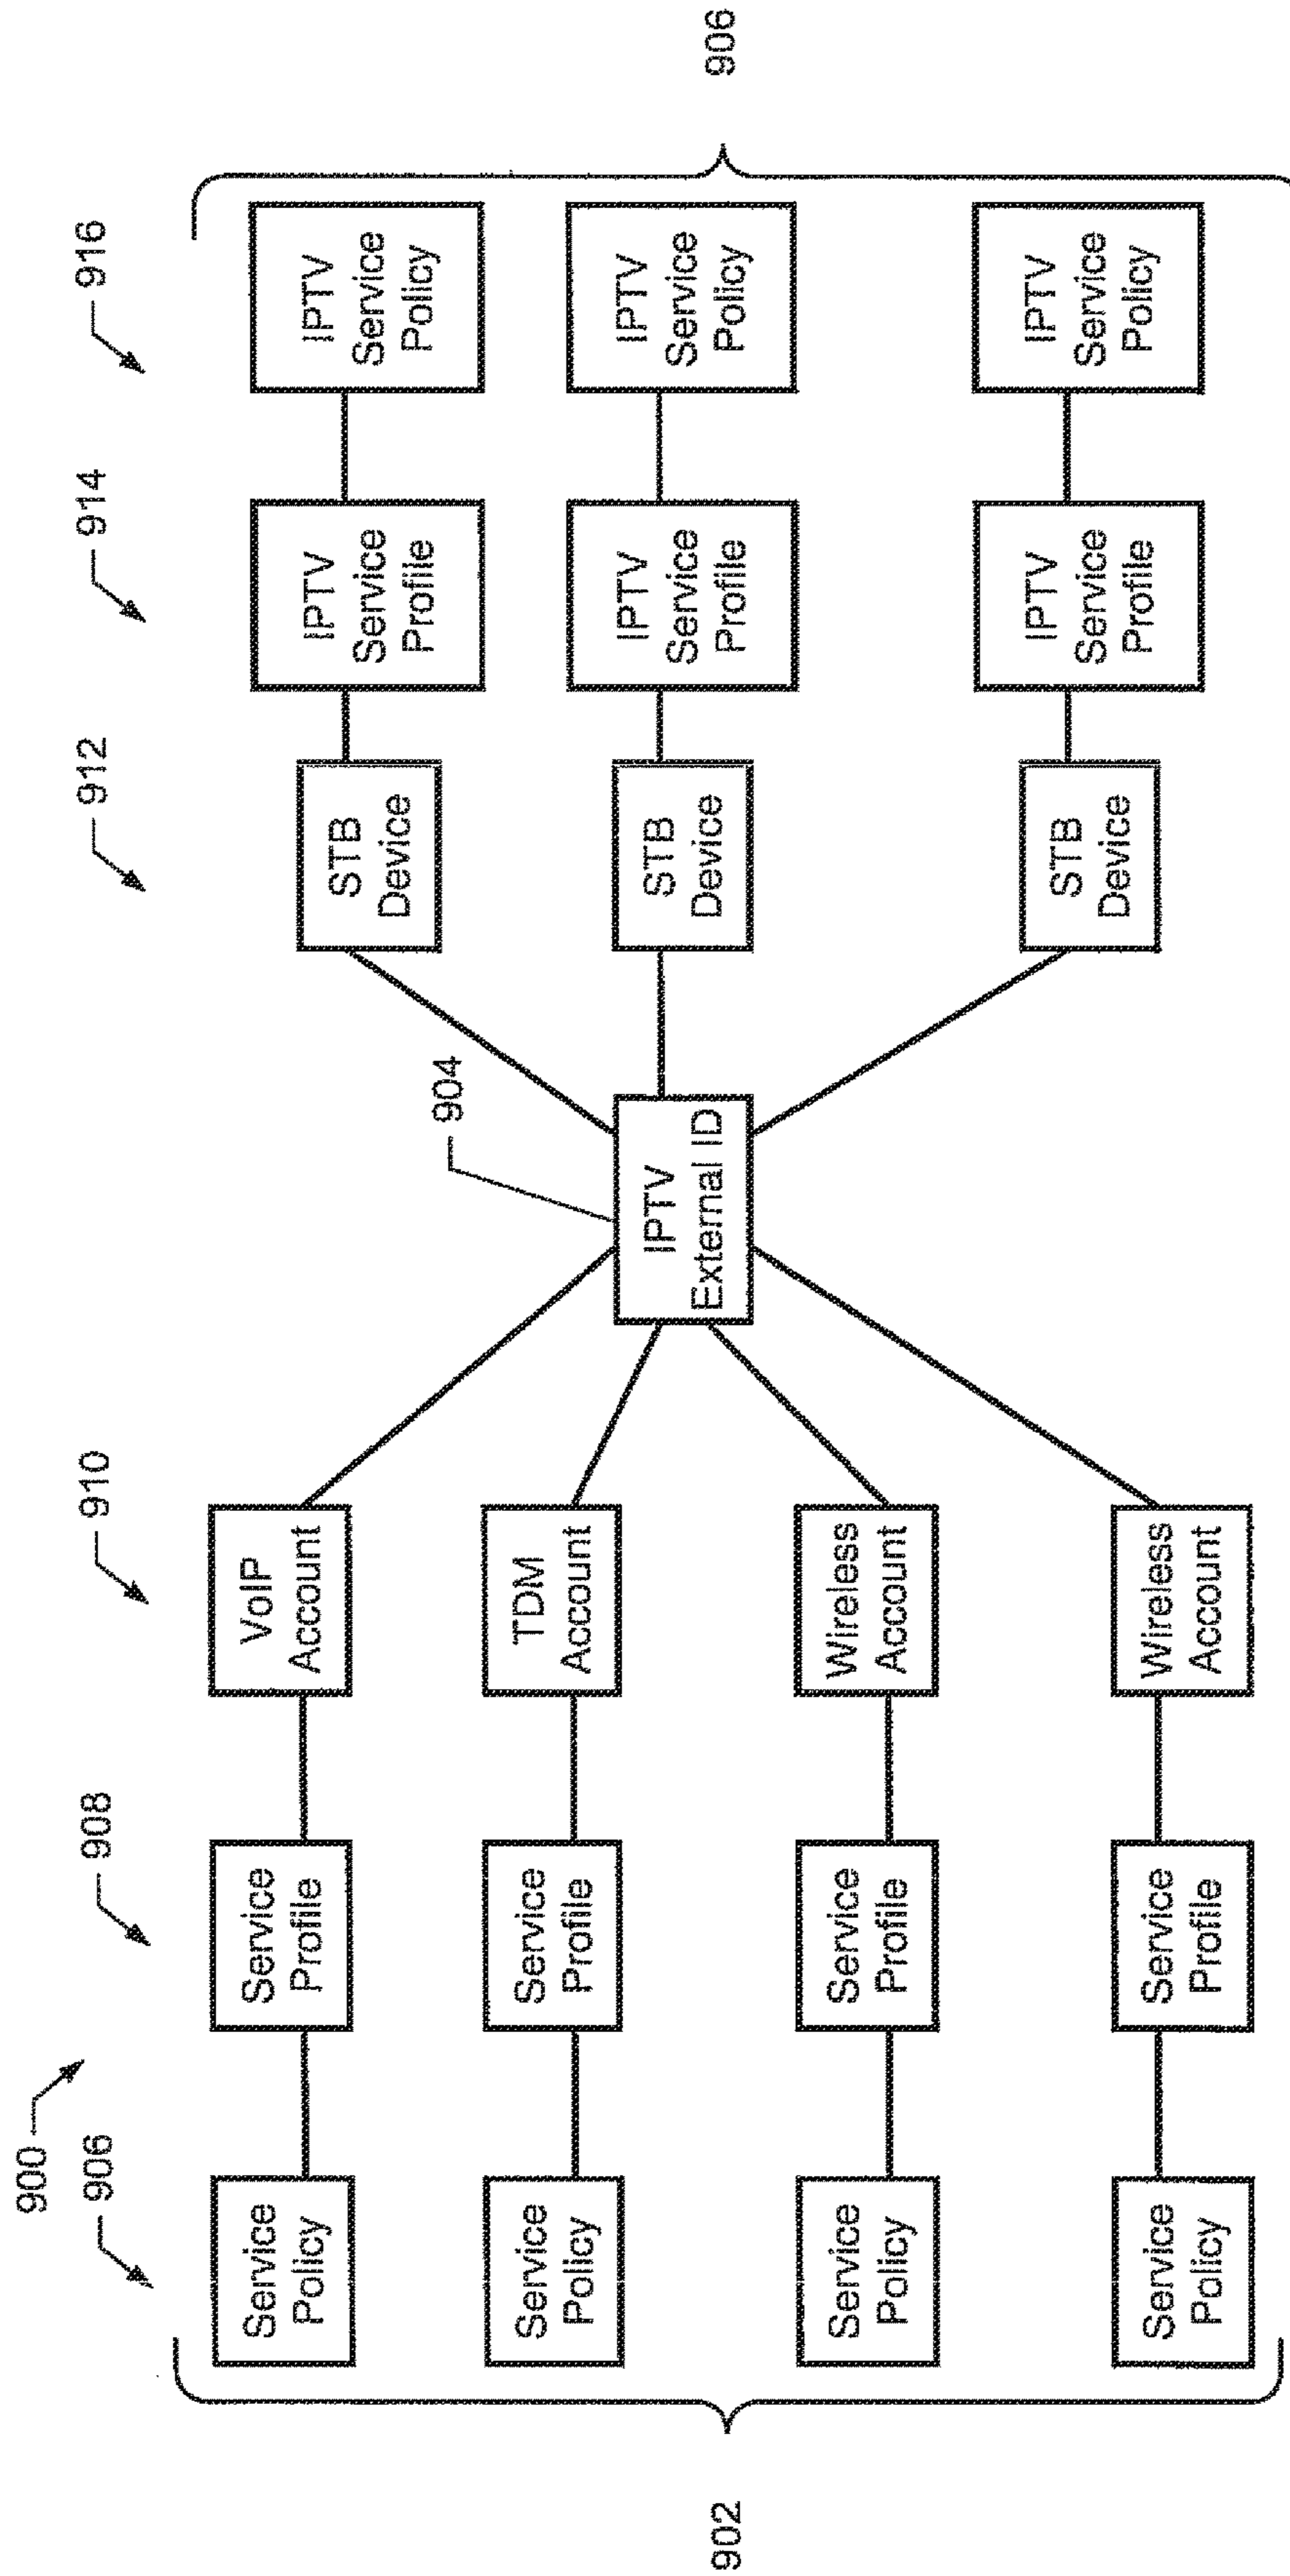 900
906
908
910
904
912
914
916
902
906
Service
Policy
Service
Profile
VoIP
Account
Service
Policy
Service
Profile
TDM
Account
Service
Policy
Service
Profile
Wireless
Account
Service
Policy
Service
Profile
Wireless
Account
IPTV
External ID
STB
Device
IPTV
Service
Profile
IPTV
Service
Policy
STB
Device
IPTV
Service
Profile
IPTV
Service
Policy
STB
Device
IPTV
Service
Profile
IPTV
Service
Policy